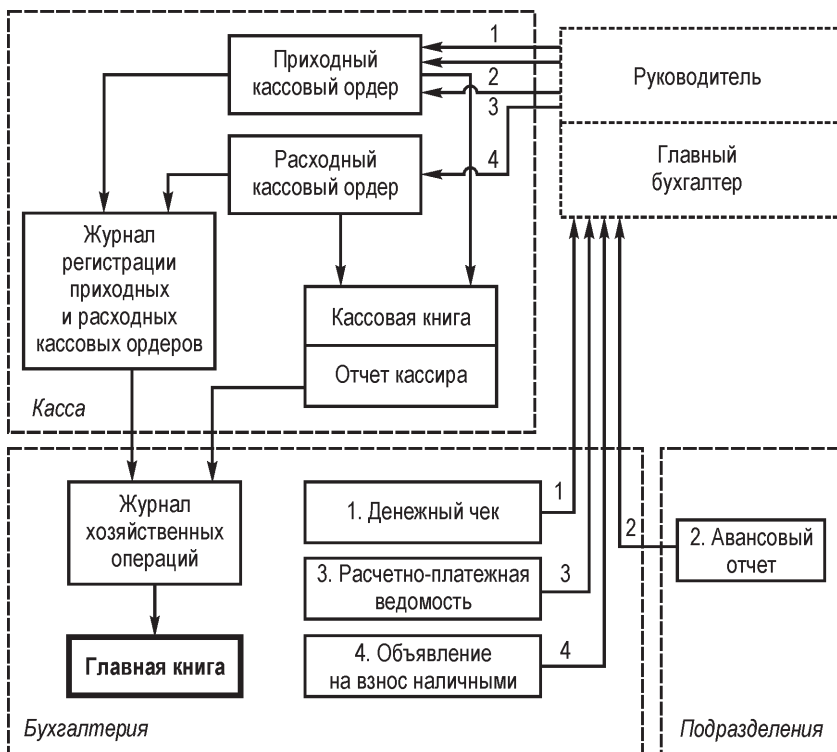 Приходный
кассовый ордер
1
2
3
4
Руководитель
Главный
бухгалтер
Расходный
кассовый ордер
Журнал
регистрации
приходных
и расходных
кассовых ордеров
Кассовая книга
Отчет кассира
Касса
Журнал
хозяйственных
операций
Главная книга
1. Денежный чек
1
3. Расчетно-платежная
ведомость
3
4. Объявление
на взнос наличными
4
2
2. Авансовый
отчет
Бухгалтерия
Подразделения